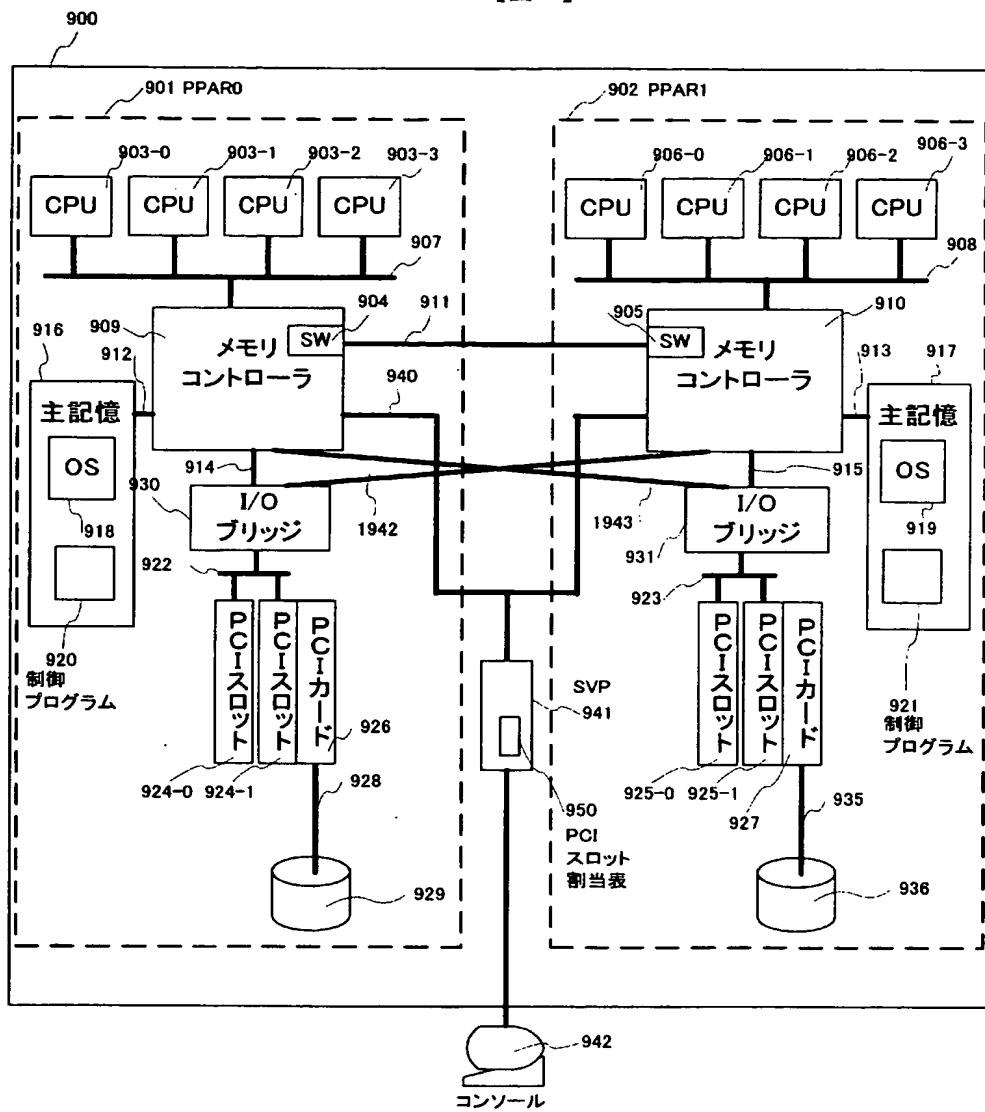 900
901 PPAR0
902 PPAR1
903-0
903-1
903-2
903-3
906-0
906-1
906-2
906-3
CPU
CPU
CPU
CPU
CPU
CPU
CPU
CPU
907
908
909
904
911
905
910
916
912
SW
メモリ
コントローラ
940
SW
メモリ
コントローラ
913
917
主記憶
OS
918
920
制御
プログラム
主記憶
OS
919
921
制御
プログラム
914
915
930
I/O
ブリッジ
1942
1943
I/O
ブリッジ
931
922
923
PCIスロット
PCIスロット
PCIカード
926
PCIスロット
PCIスロット
PCIカード
924-0
924-1
928
SVP
941
950
PCI
スロット
割当表
925-0
925-1
927
935
929
936
942
コンソール